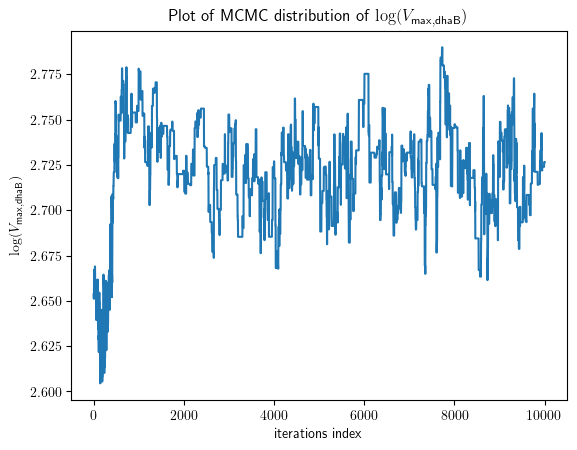 Plot of MCMC distribution of log(V_max,dhaB)
log(V_max,dhaB)
2.775
2.750
2.725
2.700
2.675
2.650
2.625
2.600
0 2000 4000 6000 8000 10000
iterations index